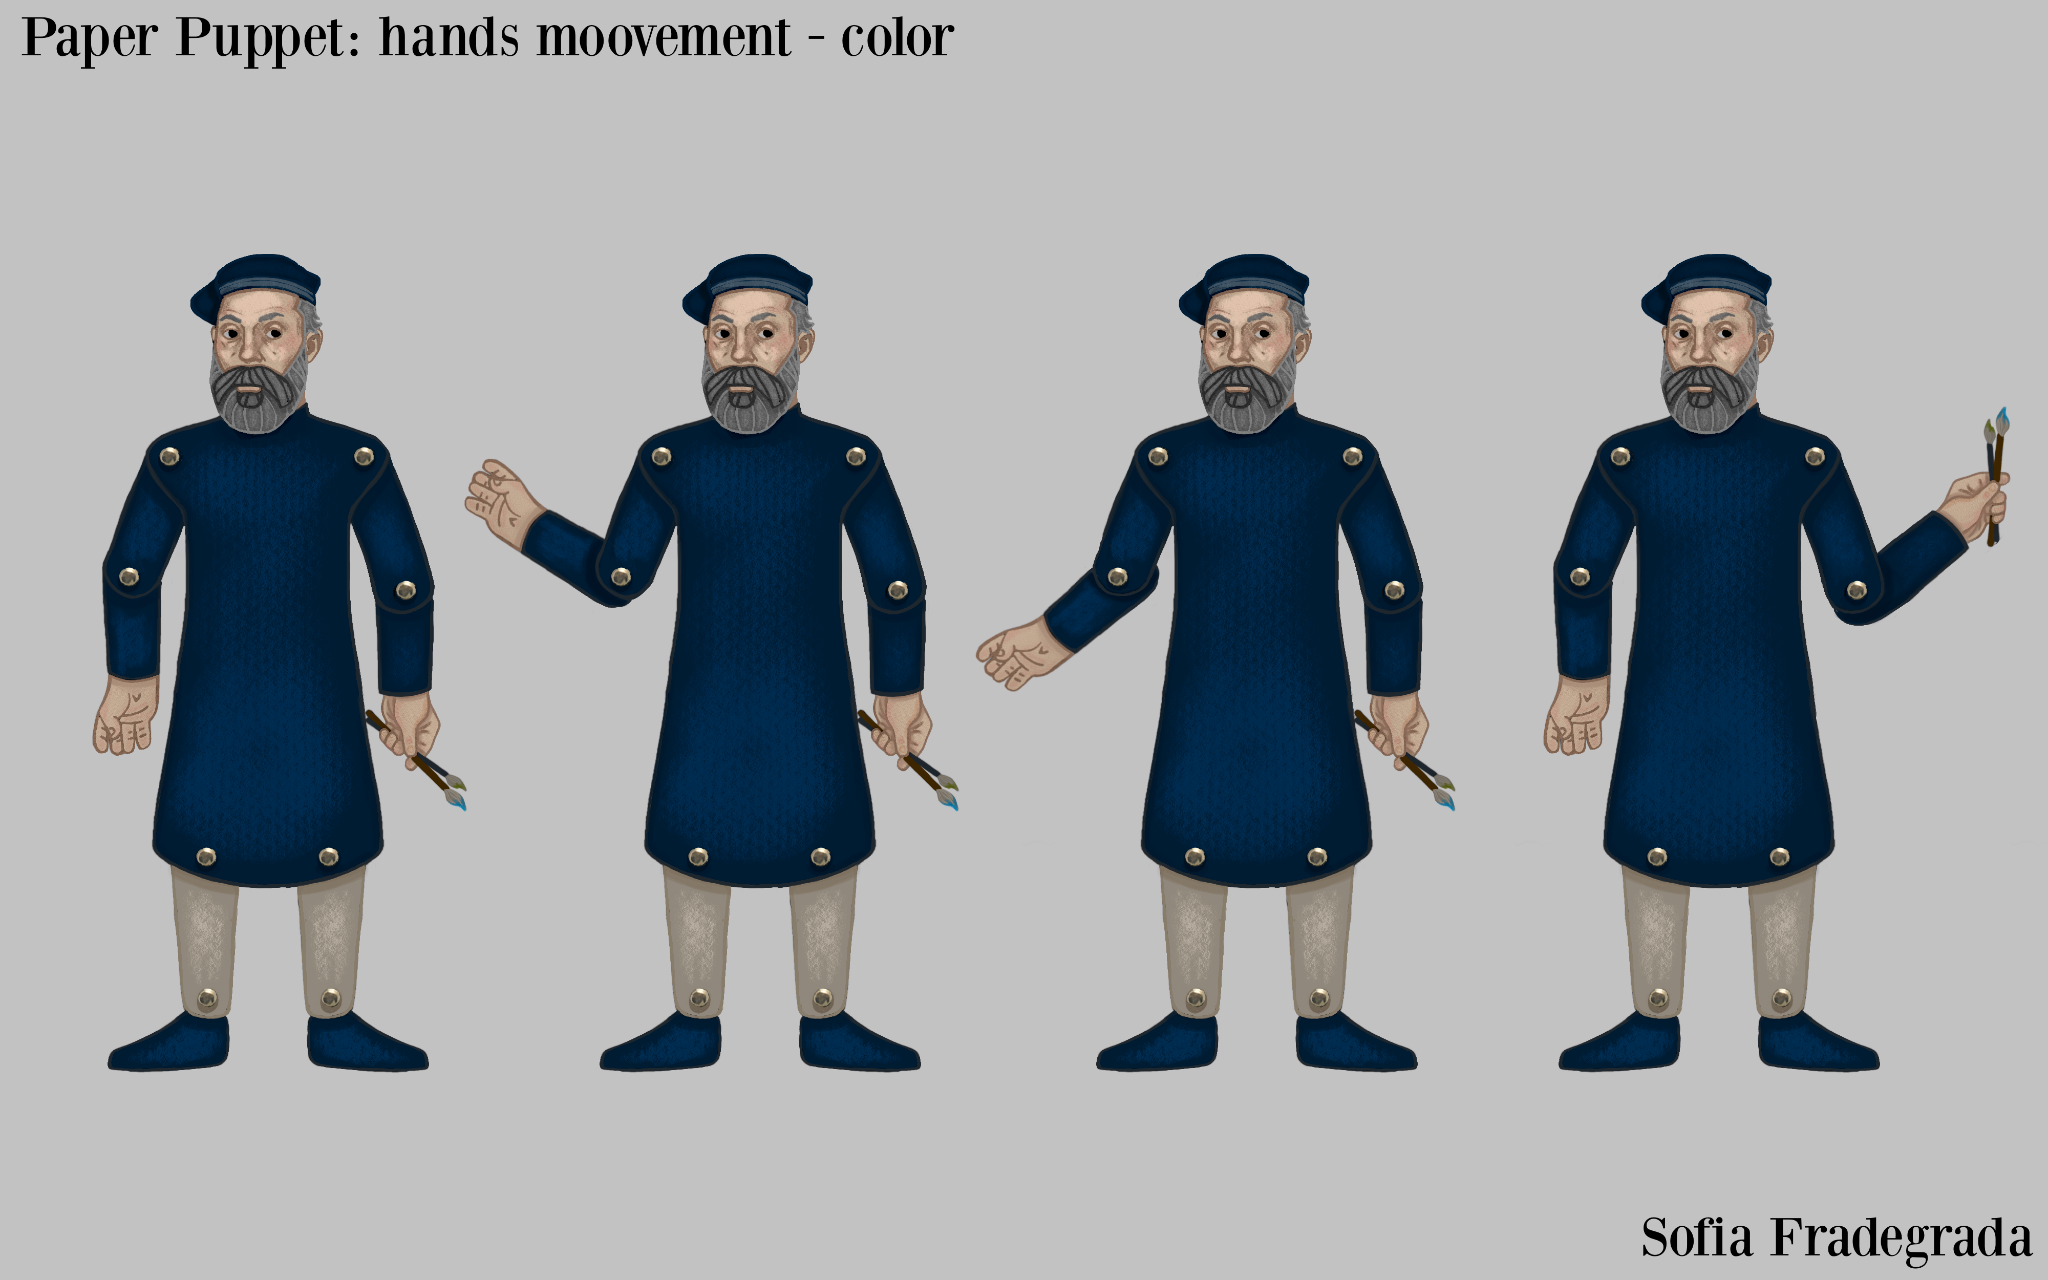 Paper Puppet: hands moovement - color
Sofia Fradegrada